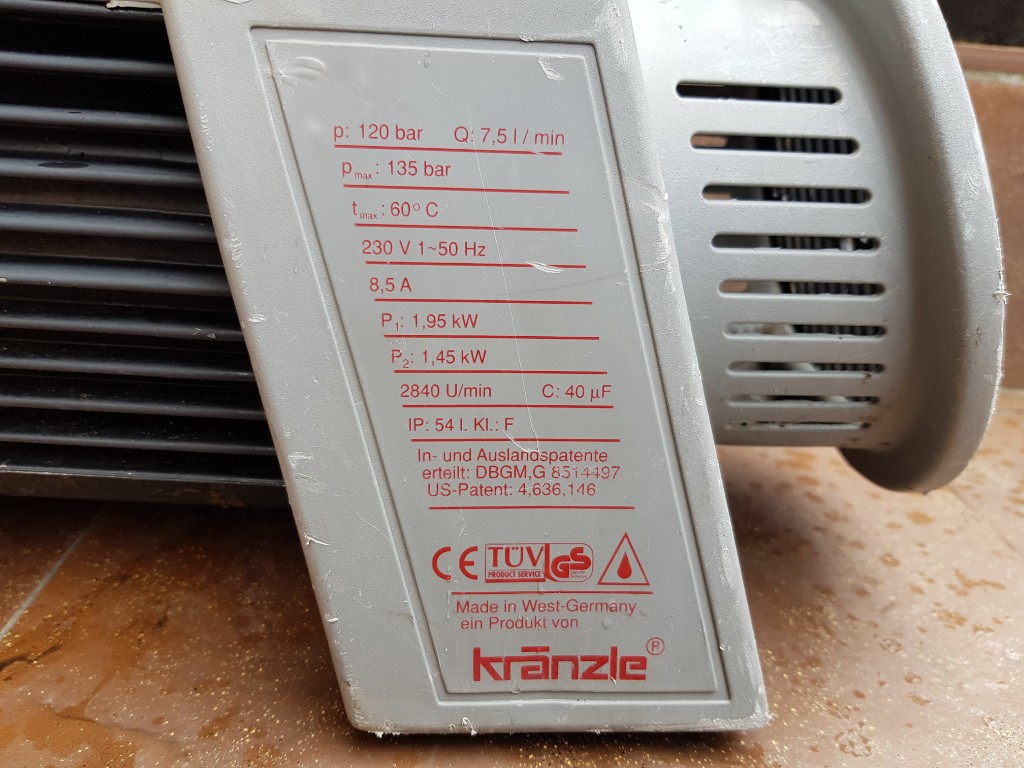 p: 120 bar Q: 7,5 l / min
pmax: 135 bar
tmax: 60° C
230 V 1~50 Hz
8,5 A
P1: 1,95 kW
P2: 1,45 kW
2840 U/min C: 40 µF
IP: 54 I. Kl.: F
In- und Auslandspatente
erteilt: DBGM,G 8514497
US-Patent: 4,636,146
CE TÜV GS
PRODUCT SERVICE
Made in West-Germany
ein Produkt von
kränzle®